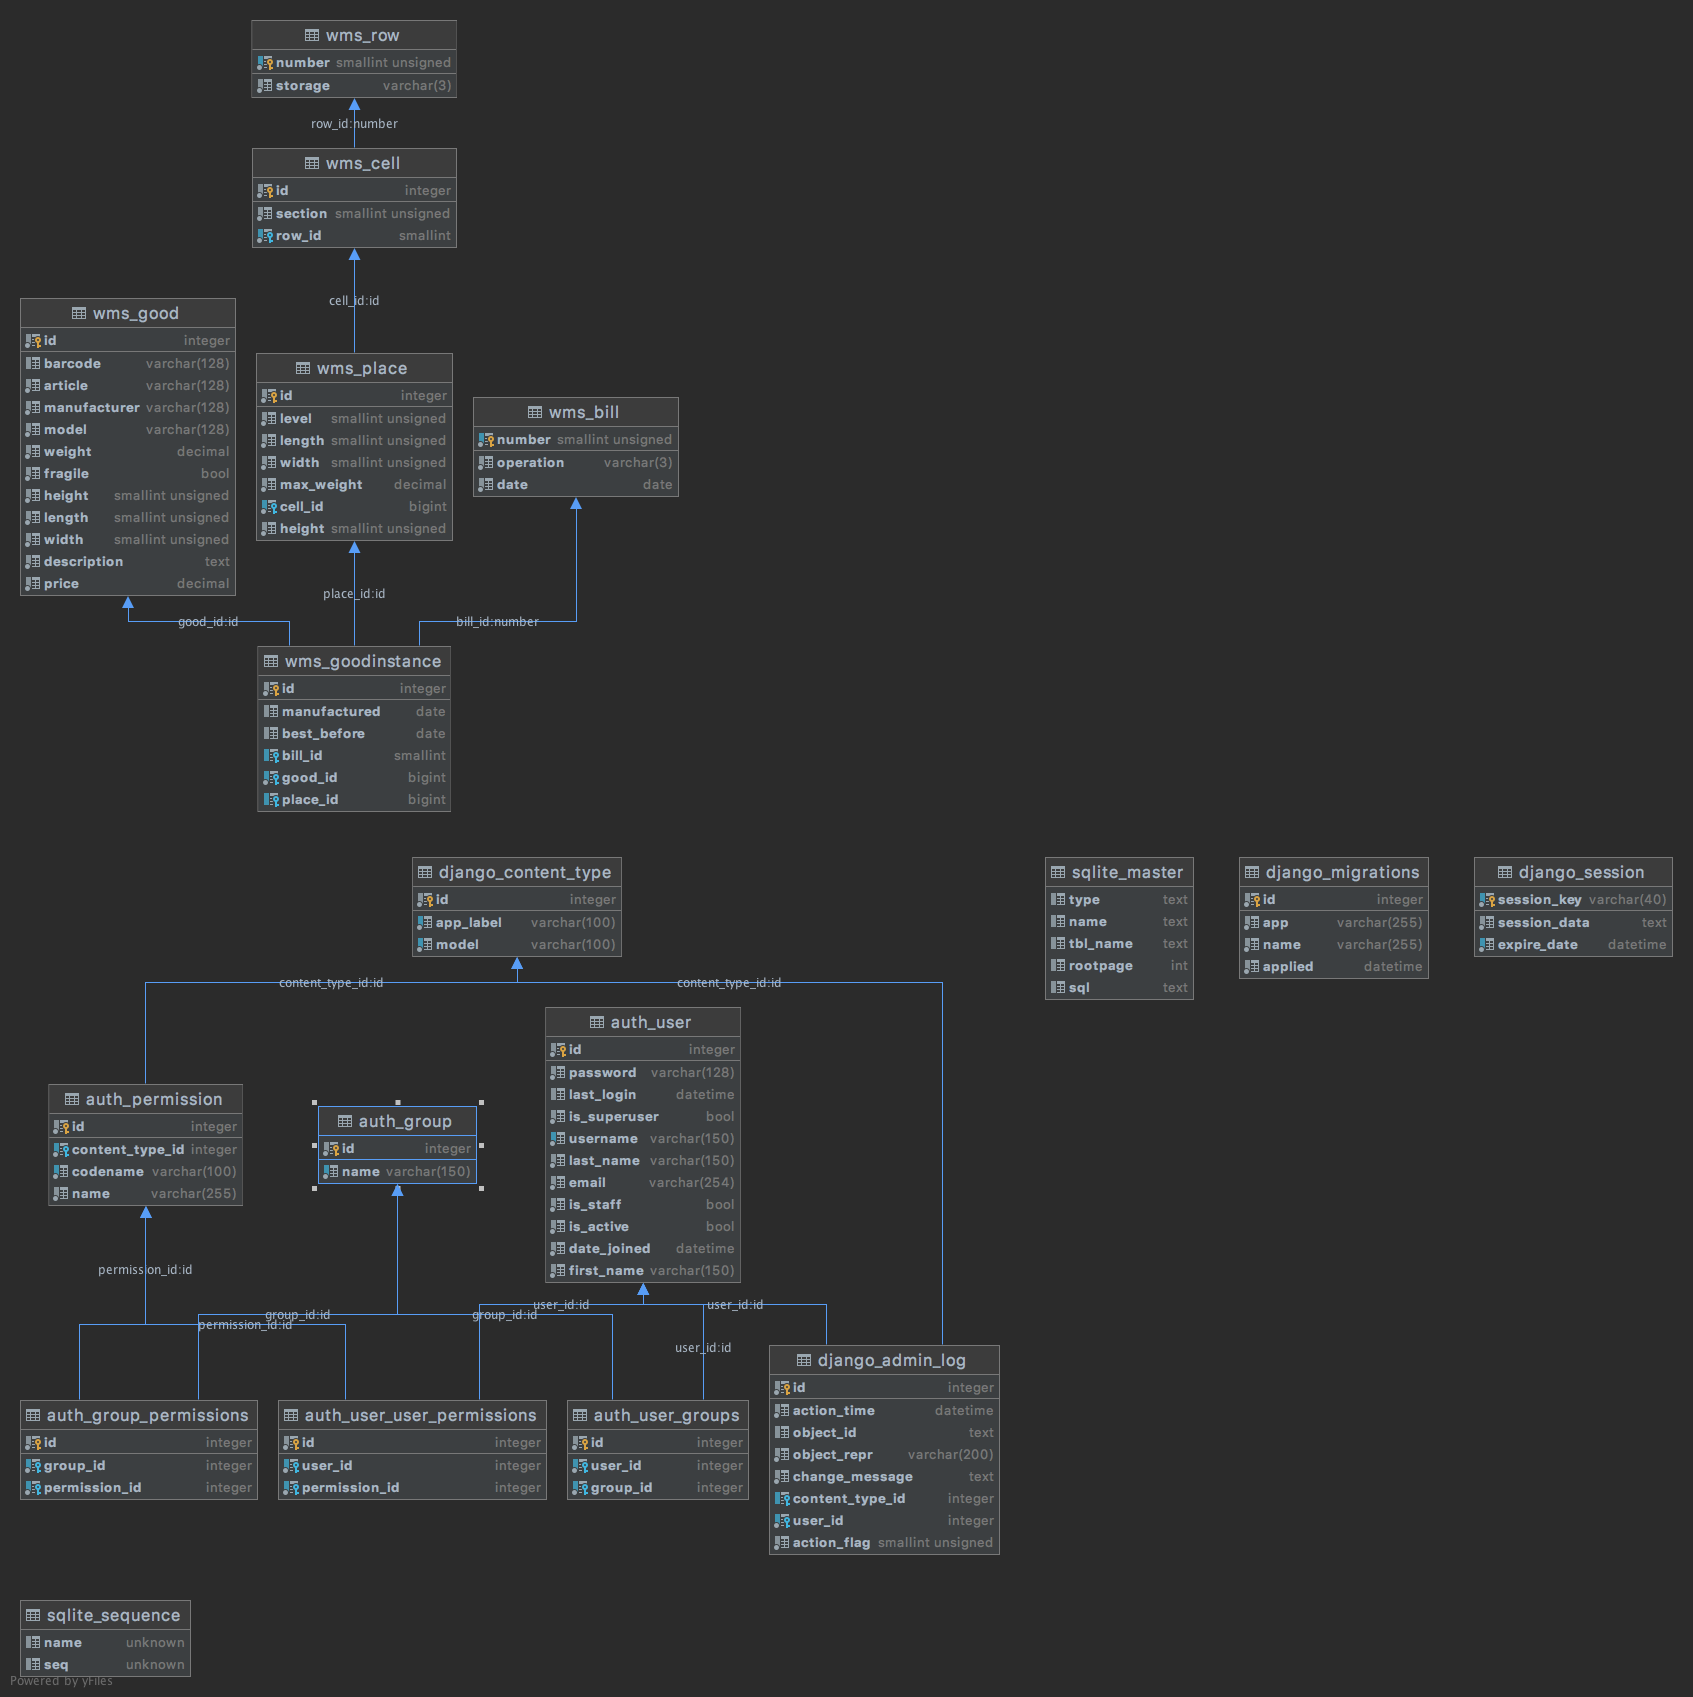 wms_row
number smallint unsigned
storage varchar(3)
row_id:number
wms_cell
id integer
section smallint unsigned
row_id smallint
cell_id:id
wms_good
id integer
barcode varchar(128)
article varchar(128)
manufacturer varchar(128)
model varchar(128)
weight decimal
fragile bool
height smallint unsigned
length smallint unsigned
width smallint unsigned
description text
price decimal
wms_place
id integer
level smallint unsigned
length smallint unsigned
width smallint unsigned
max_weight decimal
cell_id bigint
height smallint unsigned
wms_bill
number smallint unsigned
operation varchar(3)
date date
place_id:id
good_id:id
bill_id:number
wms_goodinstance
id integer
manufactured date
best_before date
bill_id smallint
good_id bigint
place_id bigint
django_content_type
id integer
app_label varchar(100)
model varchar(100)
sqlite_master
type text
name text
tbl_name text
rootpage int
sql text
django_migrations
id integer
app varchar(255)
name varchar(255)
applied datetime
django_session
session_key varchar(40)
session_data text
expire_date datetime
content_type_id:id
content_type_id:id
auth_user
id integer
password varchar(128)
last_login datetime
is_superuser bool
username varchar(150)
last_name varchar(150)
email varchar(254)
is_staff bool
is_active bool
date_joined datetime
first_name varchar(150)
auth_permission
id integer
content_type_id integer
codename varchar(100)
name varchar(255)
auth_group
id integer
name varchar(150)
permission_id:id
user_id:id
user_id:id
group_id:id
group_id:id
permission_id:id
user_id:id
django_admin_log
id integer
action_time datetime
object_id text
object_repr varchar(200)
change_message text
content_type_id integer
user_id integer
action_flag smallint unsigned
auth_group_permissions
id integer
group_id integer
permission_id integer
auth_user_user_permissions
id integer
user_id integer
permission_id integer
auth_user_groups
id integer
user_id integer
group_id integer
sqlite_sequence
name unknown
seq unknown
Powered by yFiles